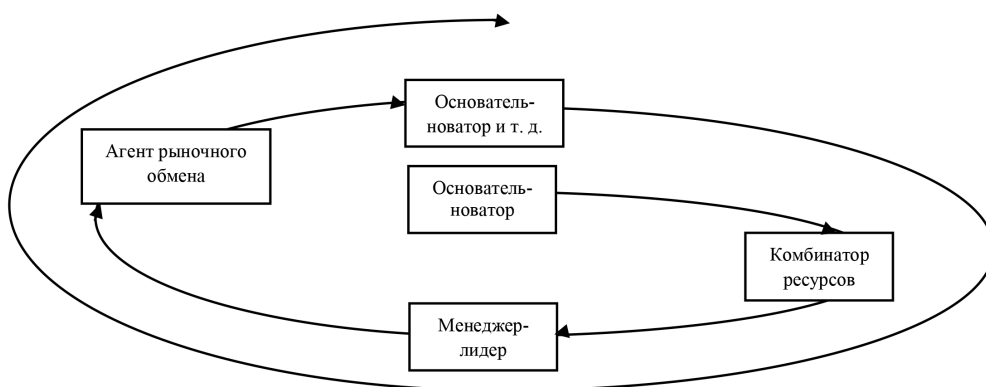 Основатель-
новатор и т. д.
Агент рыночного
обмена
Основатель-
новатор
Комбинатор
ресурсов
Менеджер-
лидер